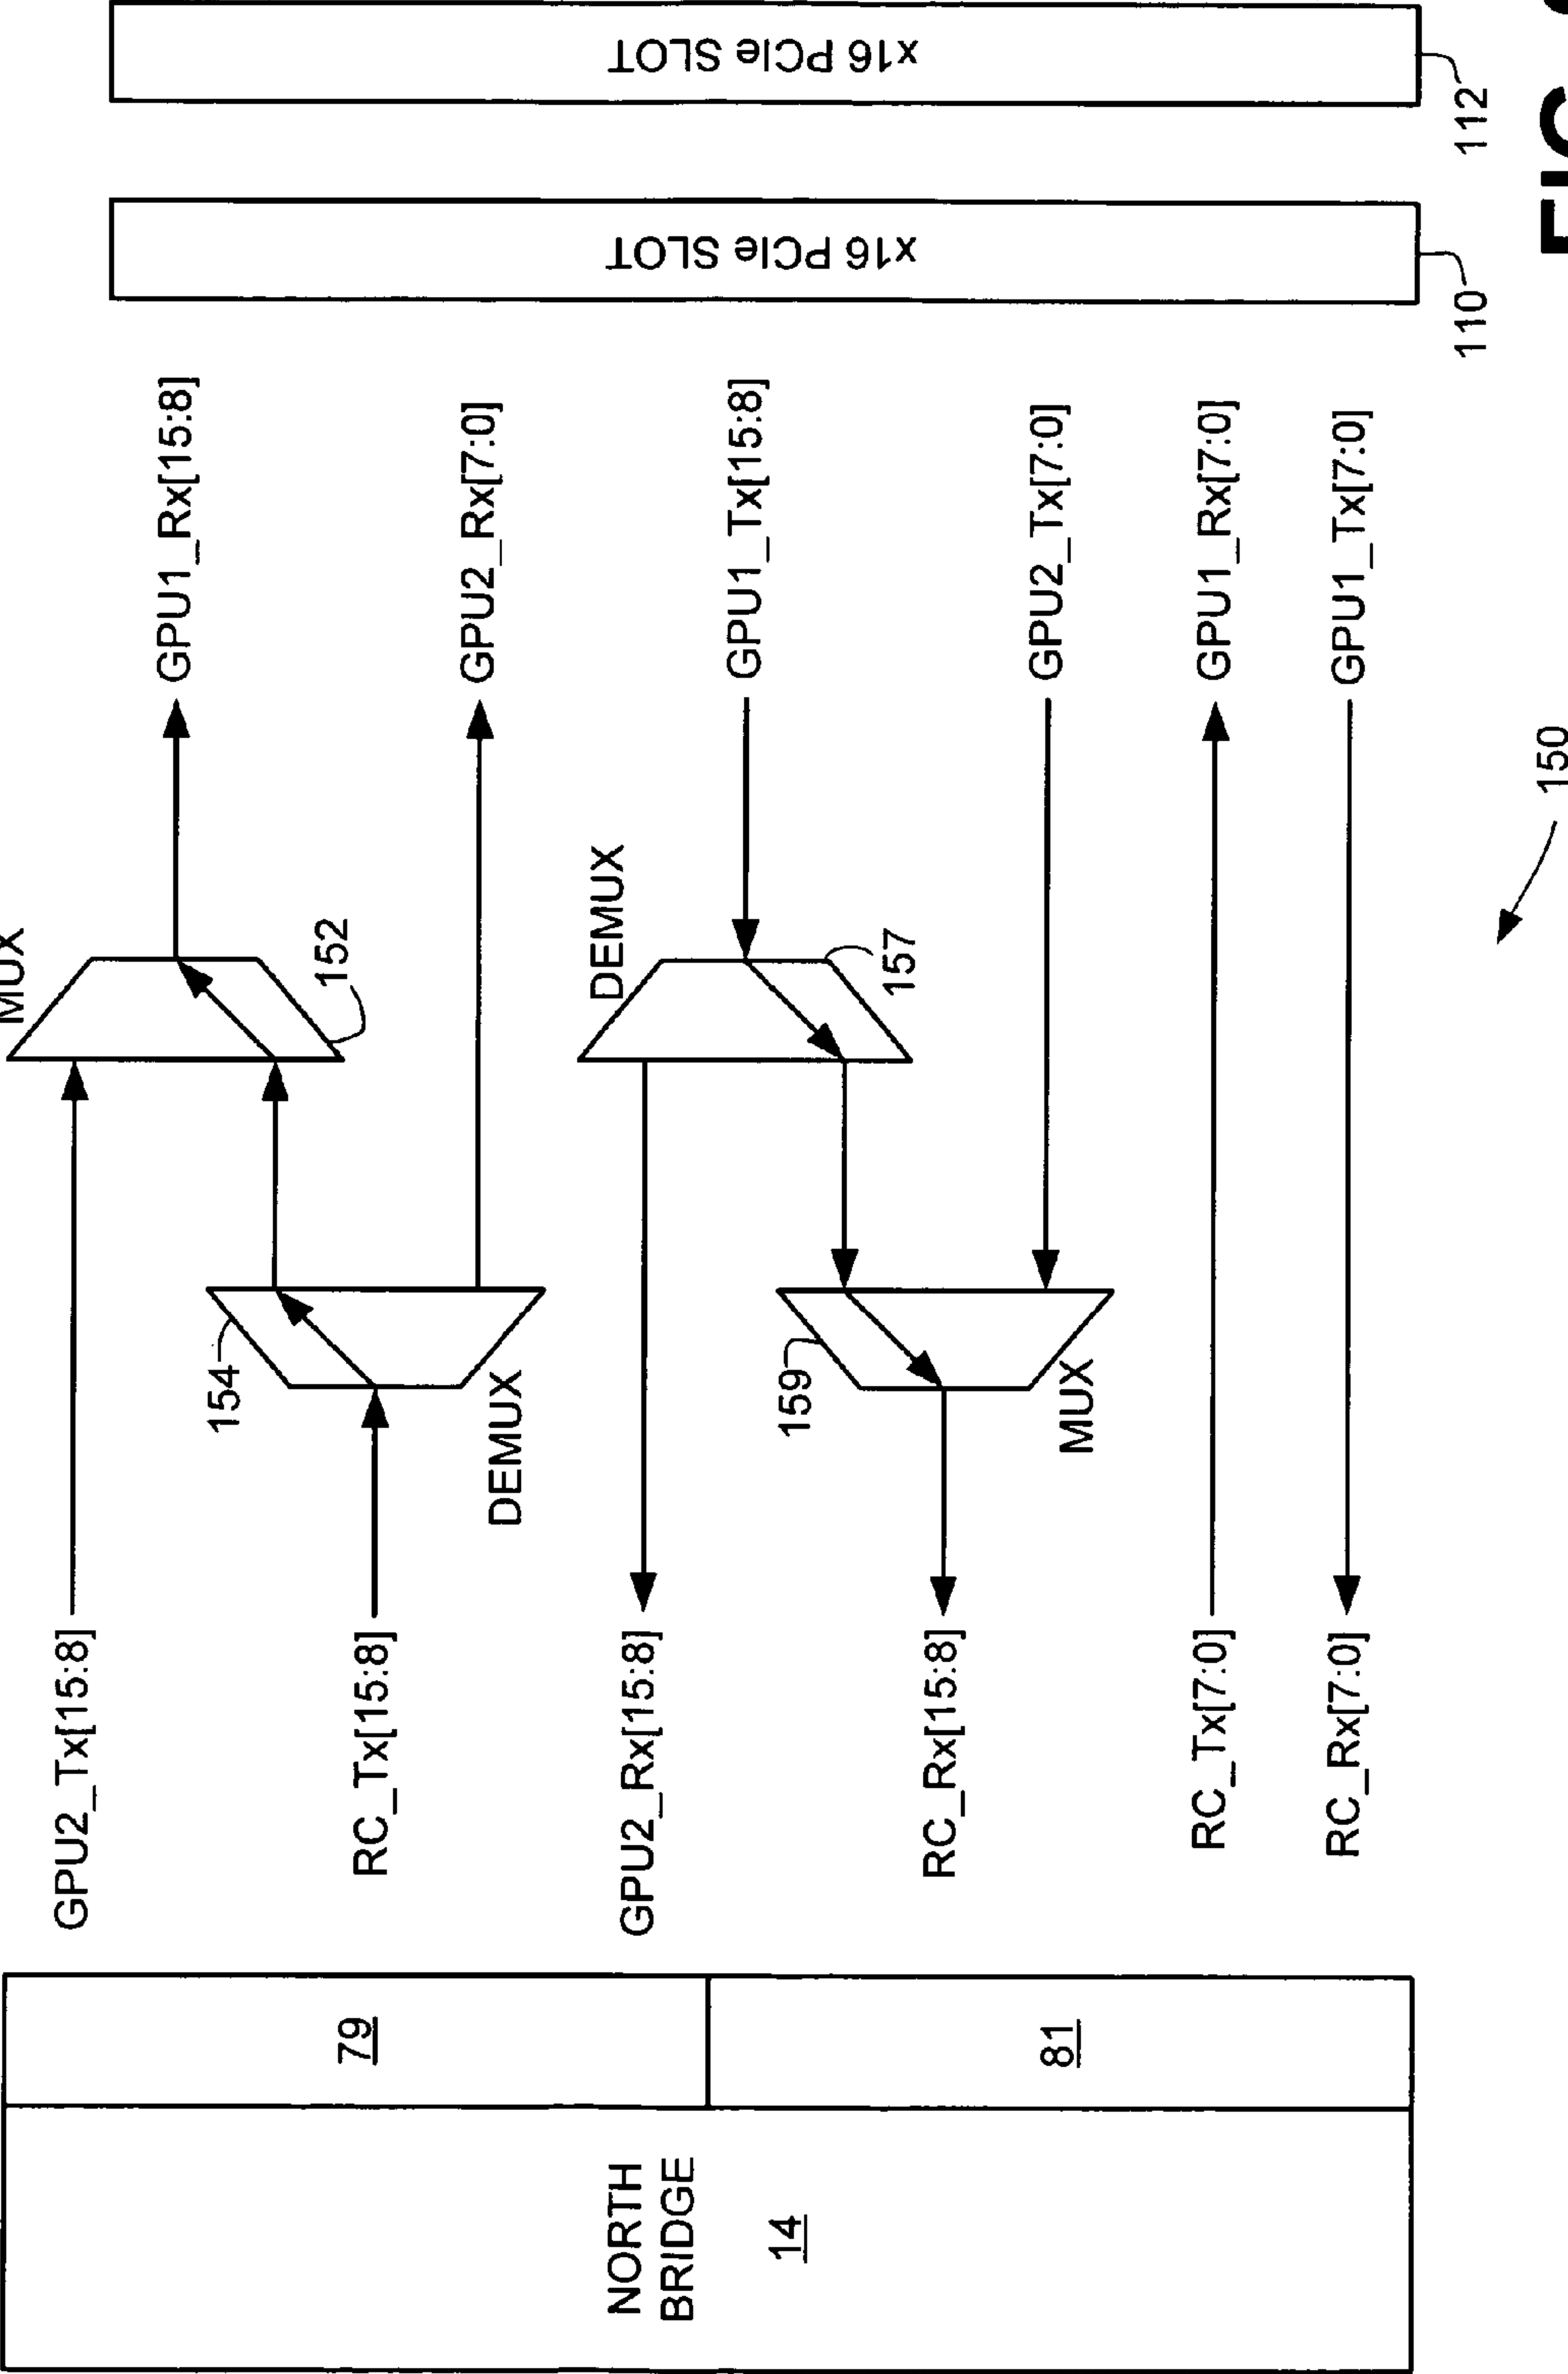 MUX
GPU2_Tx[15:8]
GPU1_Rx[15:8]
152
154
RC_Tx[15:8]
DEMUX
GPU2_Rx[7:0]
79
NORTH
BRIDGE
14
DEMUX
GPU2_Rx[15:8]
GPU1_Tx[15:8]
157
159
RC_Rx[15:8]
MUX
GPU2_Tx[7:0]
81
RC_Tx[7:0]
GPU1_Rx[7:0]
RC_Rx[7:0]
GPU1_Tx[7:0]
x16 PCIe SLOT
x16 PCIe SLOT
110
112
150